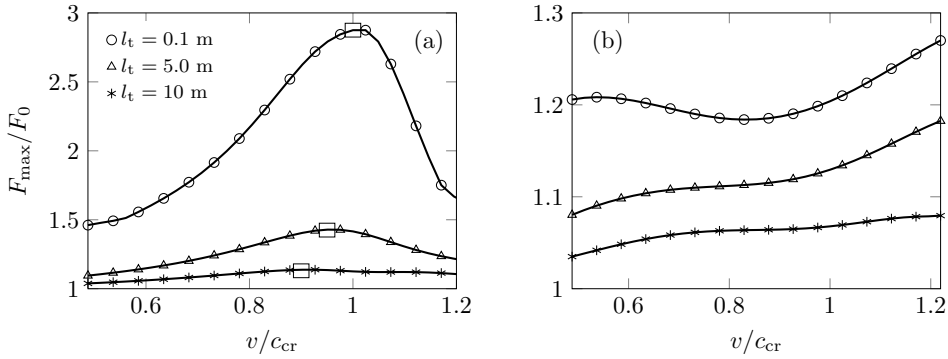 3
2.5
2
1.5
1
F_max/F_0
(a)
l_t = 0.1 m
l_t = 5.0 m
l_t = 10 m
0.6 0.8 1 1.2
v/c_cr
1.3
1.2
1.1
1
(b)
0.6 0.8 1 1.2
v/c_cr